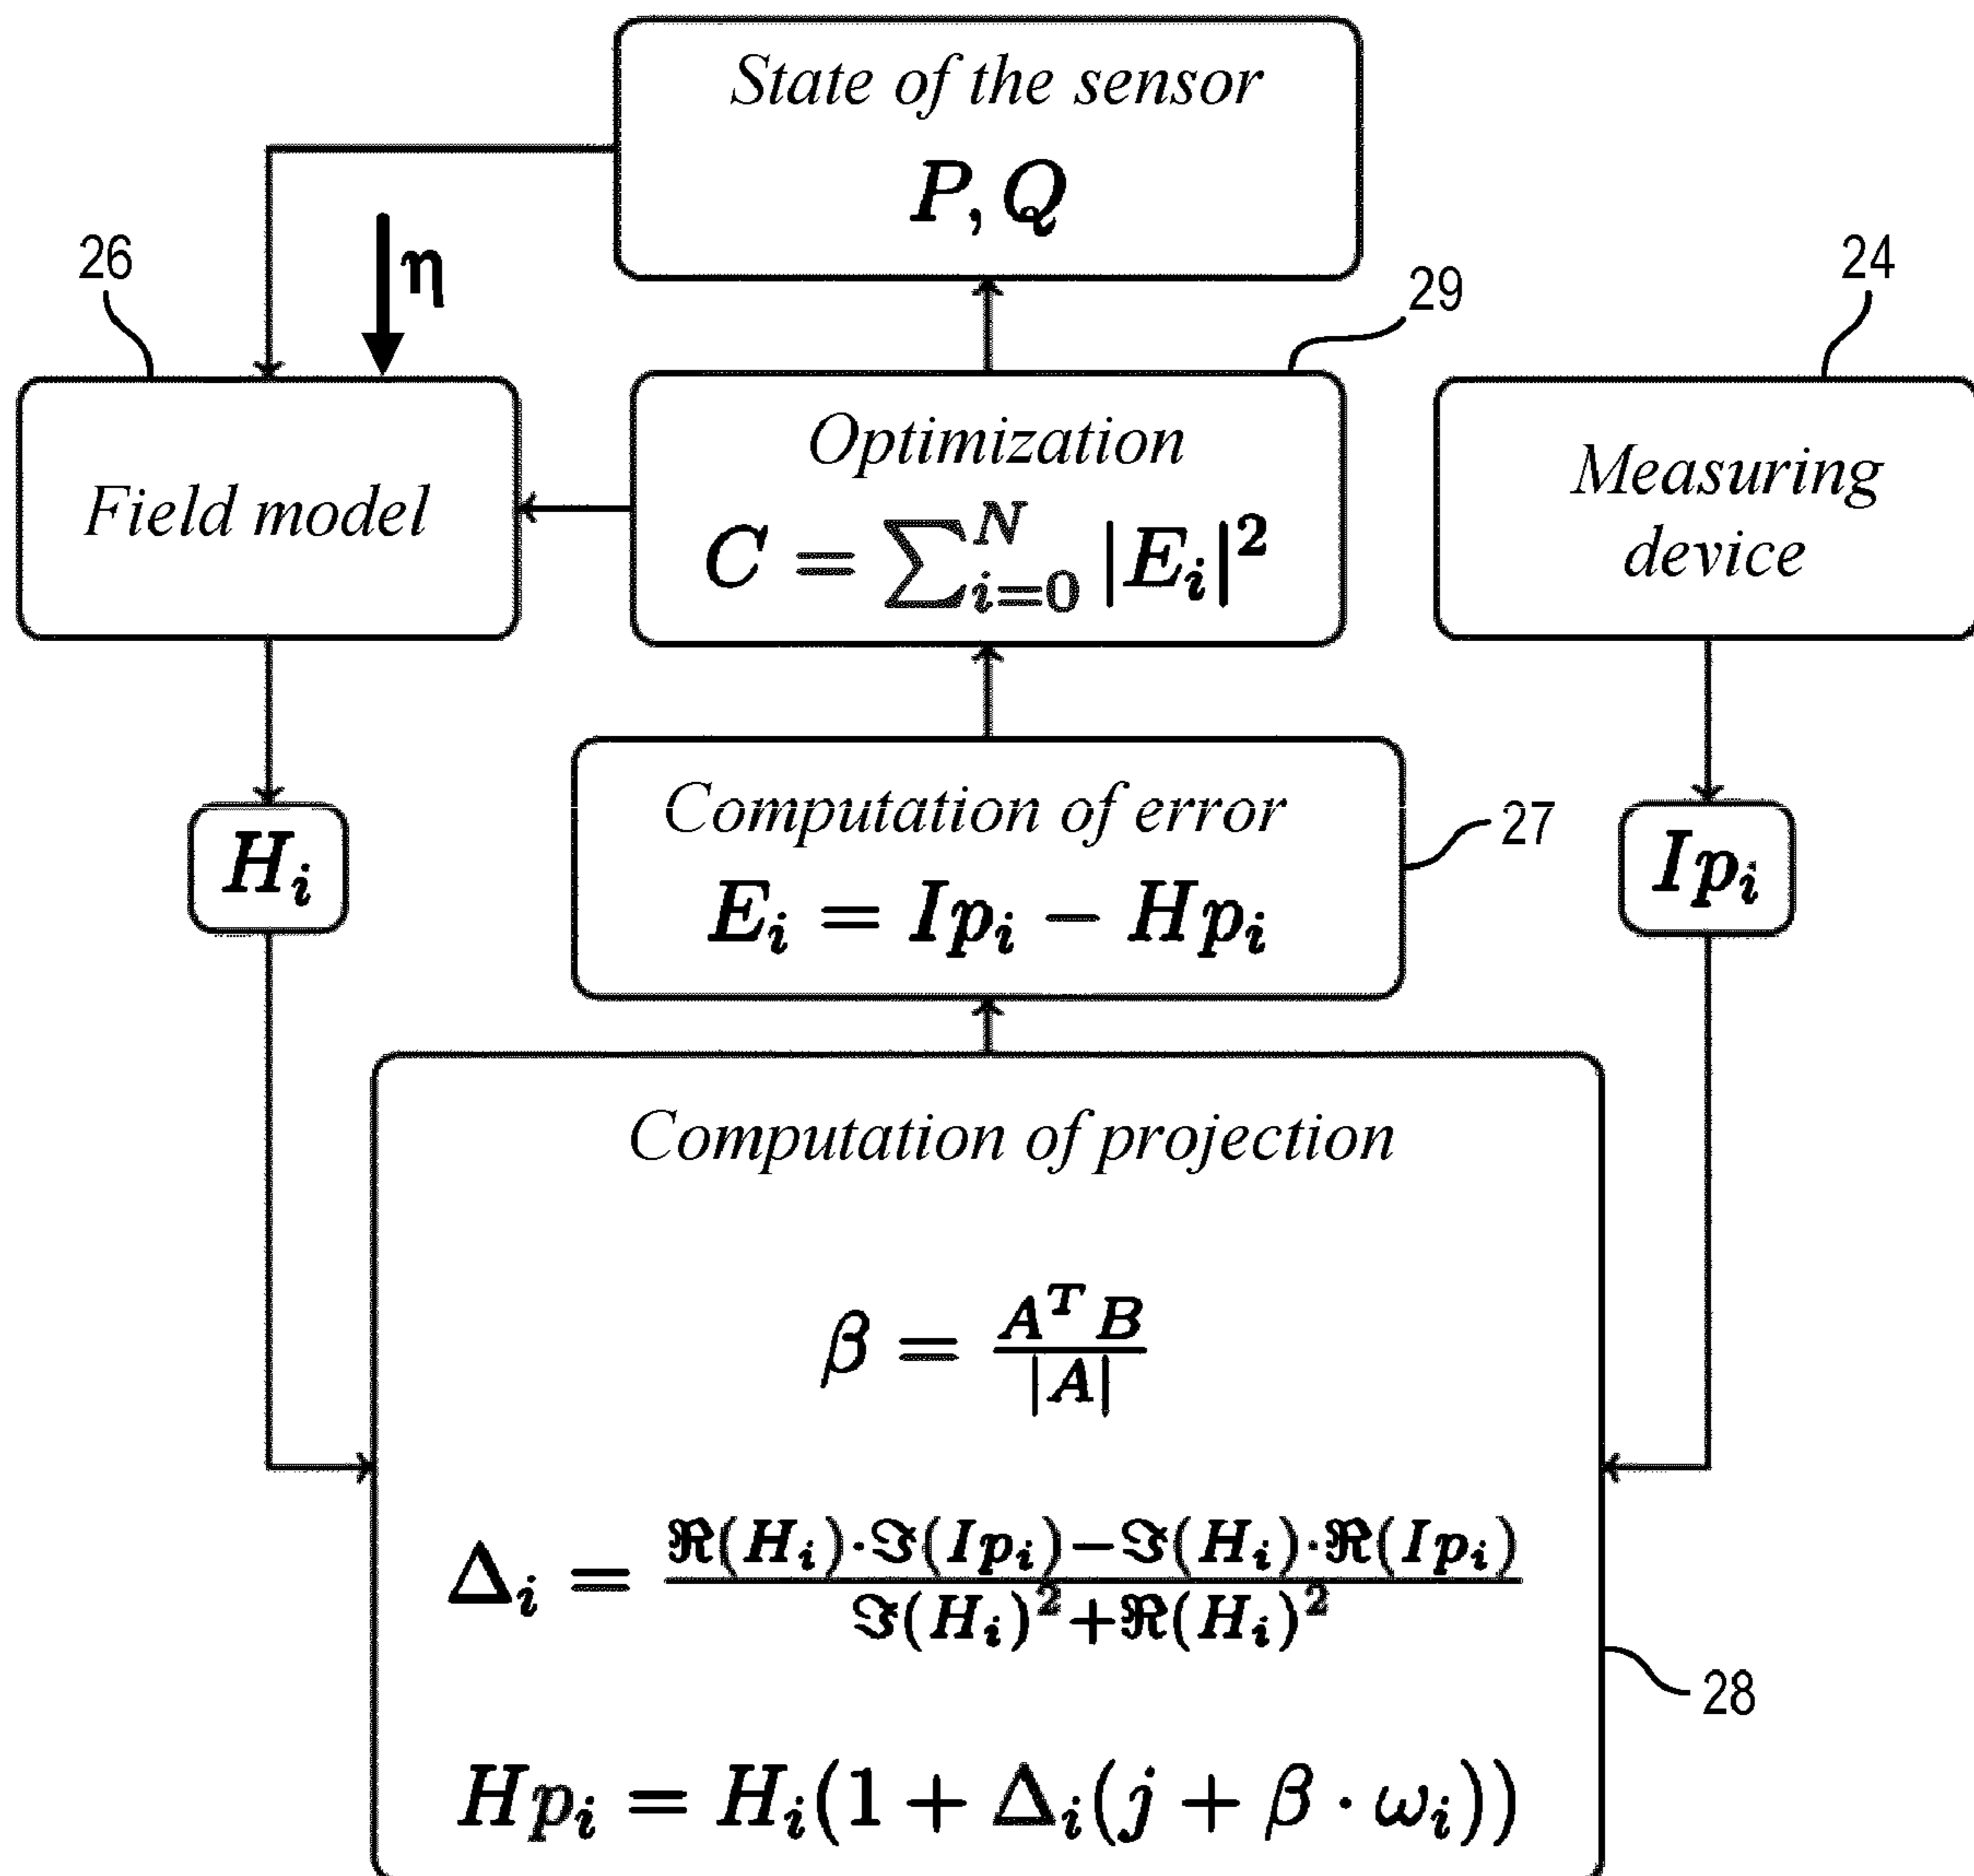 State of the sensor
P, Q
η
26
29
24
Optimization
C = ∑_{i=0}^{N} |E_i|^2
Field model
Measuring
device
Computation of error
E_i = Ip_i − Hp_i
27
H_i
Ip_i
Computation of projection
β = \frac{A^T B}{|A|}
Δ_i = \frac{ℜ(H_i)·ℑ(Ip_i)−ℑ(H_i)·ℜ(Ip_i)}{ℑ(H_i)^2+ℜ(H_i)^2}
28
Hp_i = H_i(1 + Δ_i(j + β · ω_i))